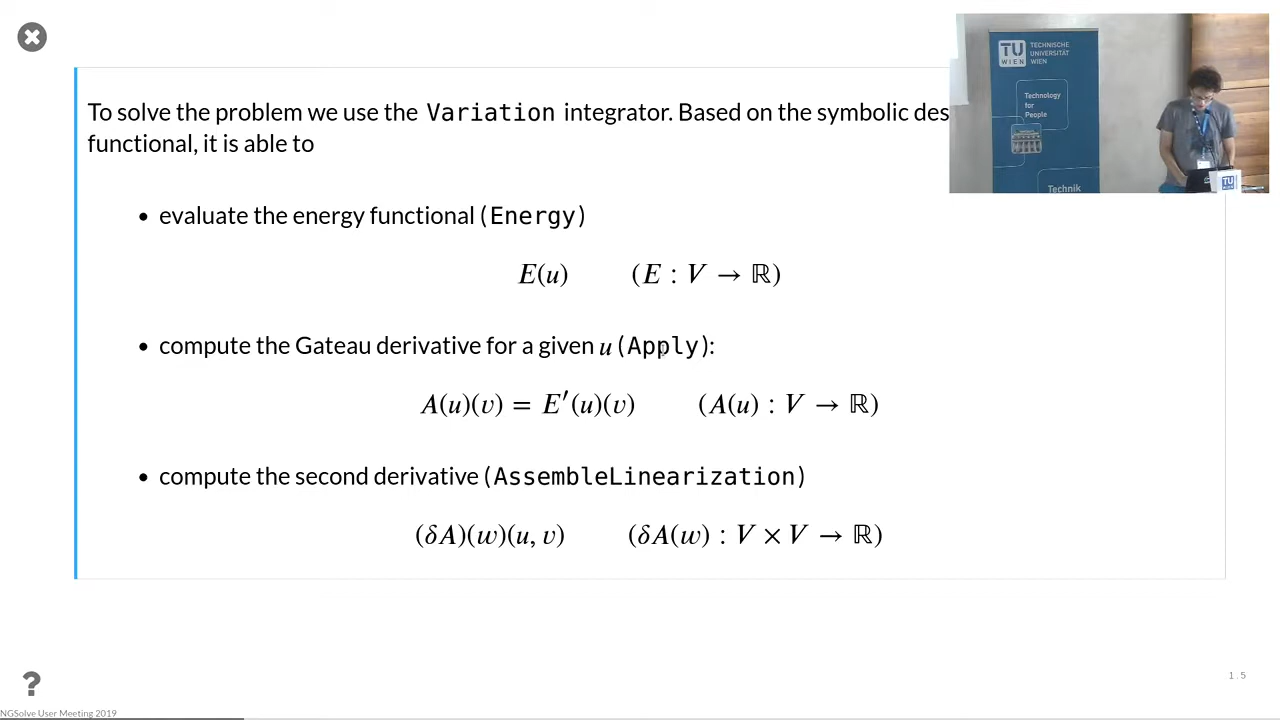 To solve the problem we use the Variation integrator. Based on the symbolic des
functional, it is able to
• evaluate the energy functional (Energy)
E(u) (E : V → ℝ)
• compute the Gateau derivative for a given u (Apply):
A(u)(v) = E′(u)(v) (A(u) : V → ℝ)
• compute the second derivative (AssembleLinearization)
(δA)(w)(u, v) (δA(w) : V × V → ℝ)
TU
WIEN
TECHNISCHE
UNIVERSITÄT
WIEN
Technology
for
People
Technik
TU
?
1.5
NGSolve User Meeting 2019